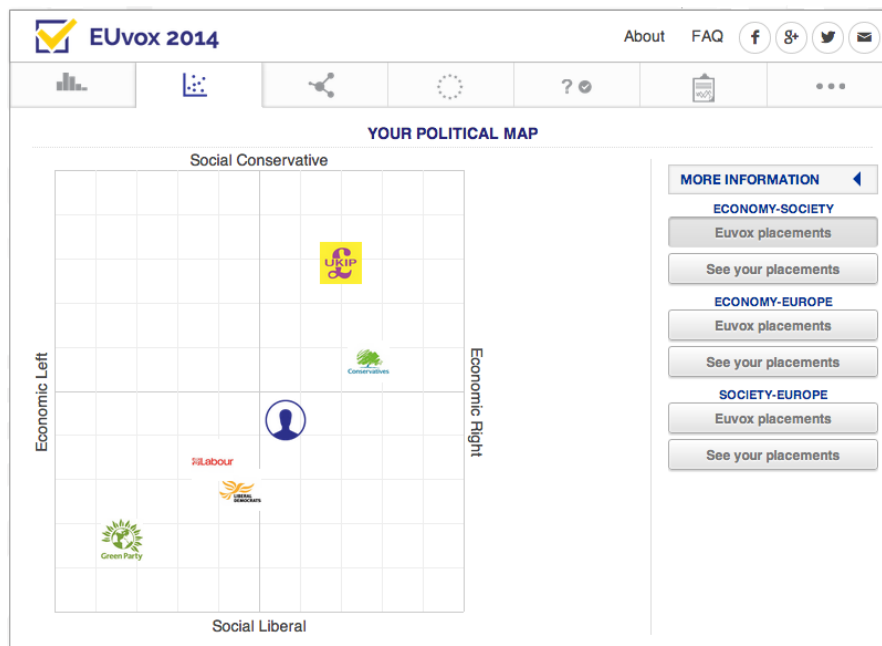 EUvox 2014
About FAQ
YOUR POLITICAL MAP
Social Conservative
MORE INFORMATION
ECONOMY-SOCIETY
Euvox placements
UKIP
See your placements
ECONOMY-EUROPE
Euvox placements
See your placements
Economic Left
Conservatives
Economic Right
SOCIETY-EUROPE
Euvox placements
See your placements
Labour
LIBERAL
DEMOCRATS
Green Party
Social Liberal